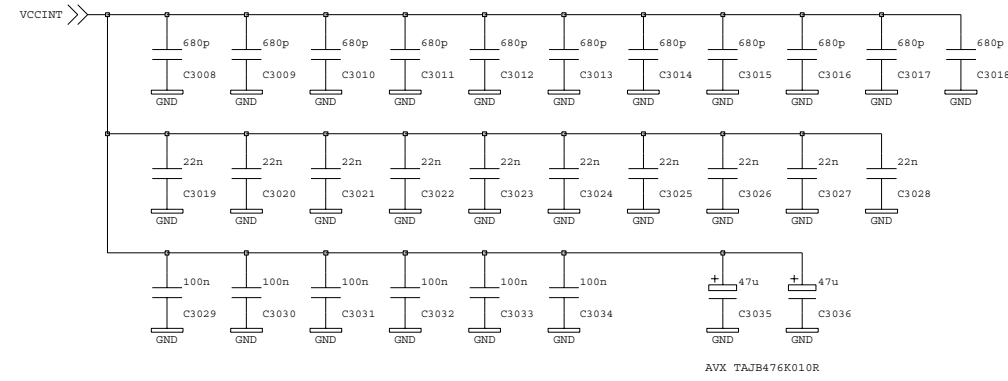 VCCINT
680p 680p 680p 680p 680p 680p 680p 680p 680p 680p 680p
C3008 C3009 C3010 C3011 C3012 C3013 C3014 C3015 C3016 C3017 C3018
GND GND GND GND GND GND GND GND GND GND GND
22n 22n 22n 22n 22n 22n 22n 22n 22n 22n
C3019 C3020 C3021 C3022 C3023 C3024 C3025 C3026 C3027 C3028
GND GND GND GND GND GND GND GND GND GND
100n 100n 100n 100n 100n 100n + 47u + 47u
C3029 C3030 C3031 C3032 C3033 C3034 C3035 C3036
GND GND GND GND GND GND GND GND
AVX TAJB476K010R